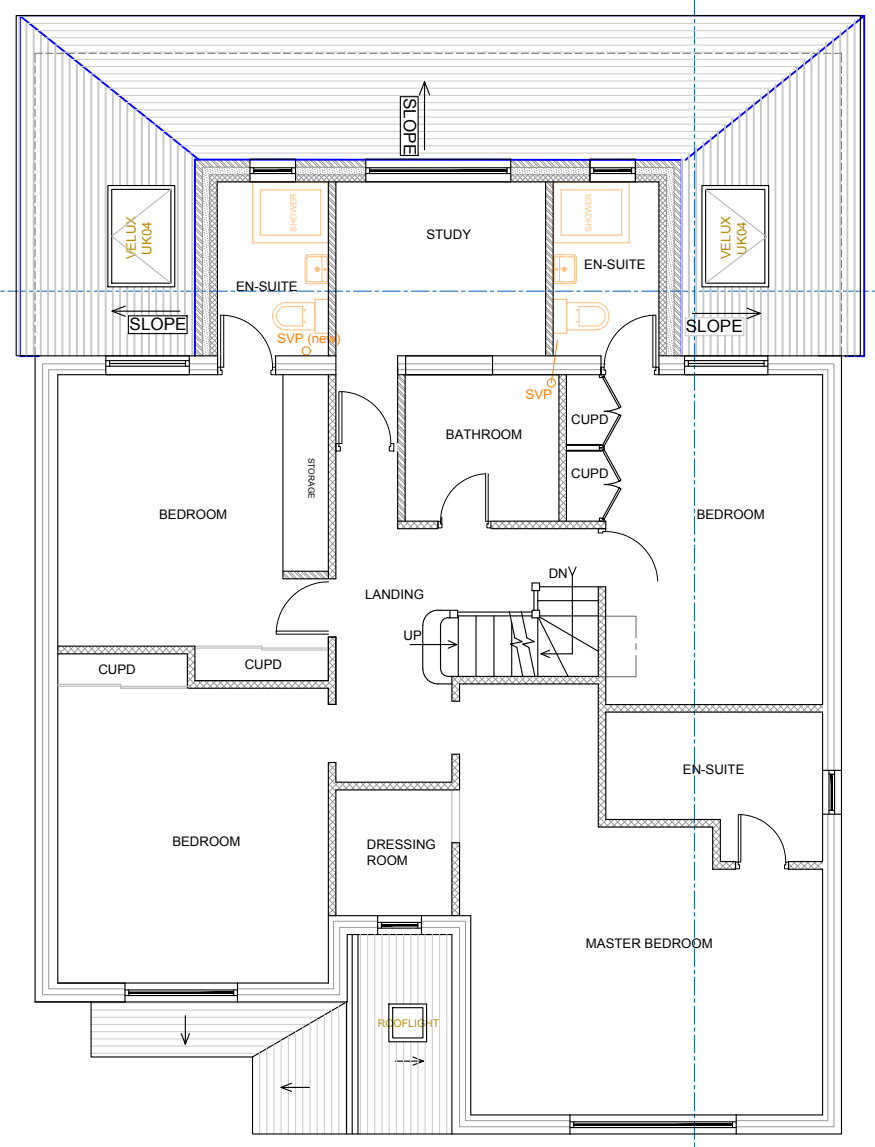 SLOPE
VELUX
UK04
SHOWER
STUDY
SHOWER
VELUX
UK04
EN-SUITE
EN-SUITE
SLOPE
SLOPE
SVP (new)
SVP
CUPD
BATHROOM
STORAGE
CUPD
BEDROOM
BEDROOM
DN
LANDING
UP
CUPD
CUPD
EN-SUITE
BEDROOM
DRESSING
ROOM
MASTER BEDROOM
ROOFLIGHT